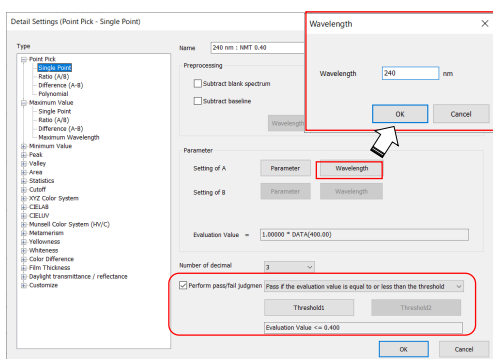 Detail Settings (Point Pick - Single Point)
Type
Point Pick
Single Point
Ratio (A/B)
Difference (A-B)
Polynomial
Maximum Value
Single Point
Ratio (A/B)
Difference (A-B)
Maximum Wavelength
Minimum Value
Peak
Valley
Area
Statistics
Cutoff
XYZ Color System
CIELAB
CIELUV
Munsell Color System (HV/C)
Metamerism
Yellowness
Whiteness
Color Difference
Film Thickness
Daylight transmittance / reflectance
Customize
Name 240 nm : NMT 0.40
Preprocessing
Subtract blank spectrum
Subtract baseline
Wavelength
Wavelength
Wavelength 240 nm
OK Cancel
Parameter
Setting of A Parameter Wavelength
Setting of B Parameter Wavelength
Evaluation Value = 1.00000 * DATA(400.00)
Number of decimal 3
Perform pass/fail judgmen Pass if the evaluation value is equal to or less than the threshold
Threshold1 Threshold2
Evaluation Value <= 0.400
OK Cancel